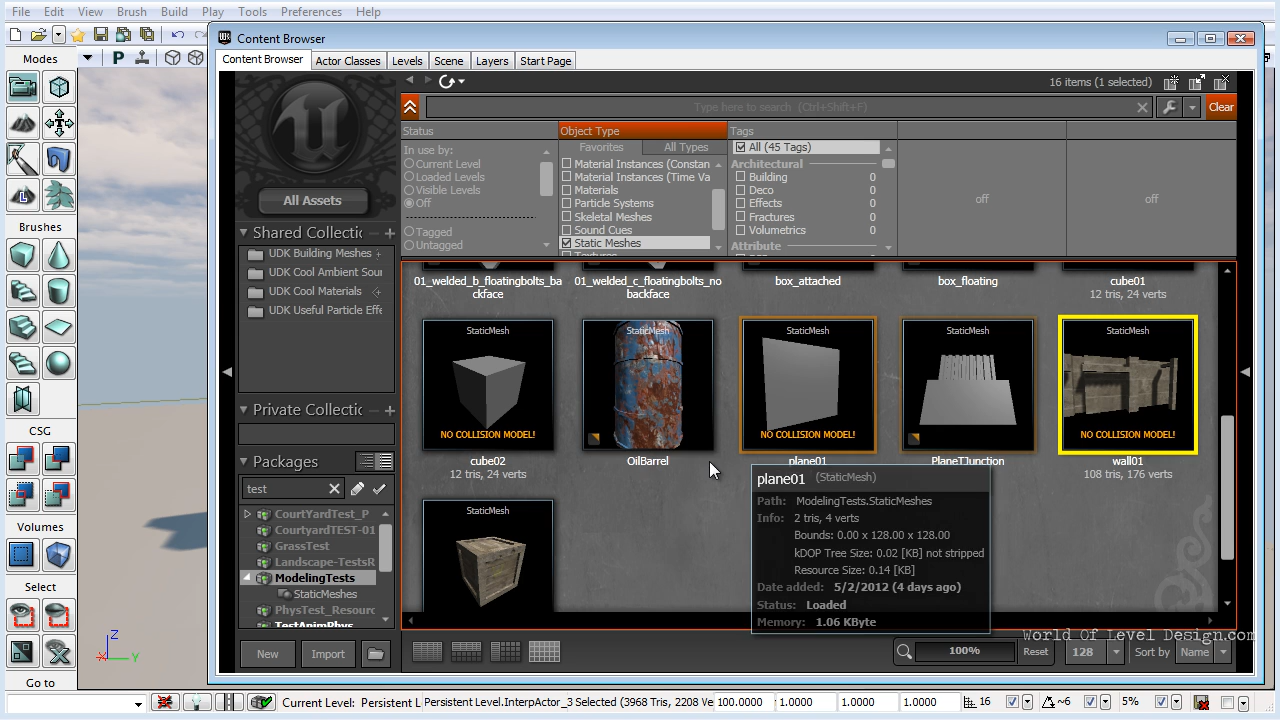 File Edit View Brush Build Play Tools Preferences Help
Content Browser
Content Browser Actor Classes Levels Scene Layers Start Page
Modes
16 items (1 selected)
Type here to search (Ctrl+Shift+F) Clear
Status Object Type Tags
In use by:
Current Level
Loaded Levels
Visible Levels
Off
Tagged
Untagged
Favorites All Types
Material Instances (Constan
Material Instances (Time Va
Materials
Particle Systems
Skeletal Meshes
Sound Cues
Static Meshes
All (45 Tags)
Architectural
Building 0
Deco 0
Effects 0
Fractures 0
Volumetrics 0
Attribute
off
off
All Assets
Shared Collectic
UDK Building Meshes
UDK Cool Ambient Sour
UDK Cool Materials
UDK Useful Particle Effe
Private Collectic
Packages
test
CourtYardTest_P
CourtyardTEST-01
GrassTest
Landscape-TestsR
ModelingTests
StaticMeshes
PhysTest_Resourc
TestAnimPhys
New Import
Brushes
CSG
Volumes
Select
Go to
01_welded_b_floatingbolts_ba
ckface
01_welded_c_floatingbolts_no
backface
box_attached
box_floating
cube01
12 tris, 24 verts
StaticMesh
NO COLLISION MODEL!
cube02
12 tris, 24 verts
StaticMesh
OilBarrel
StaticMesh
NO COLLISION MODEL!
plane01
StaticMesh
PlaneTJunction
StaticMesh
NO COLLISION MODEL!
wall01
108 tris, 176 verts
StaticMesh
plane01 (StaticMesh)
Path: ModelingTests.StaticMeshes
Info: 2 tris, 4 verts
Bounds: 0.00 x 128.00 x 128.00
kDOP Tree Size: 0.02 [KB] not stripped
Resource Size: 0.14 [KB]
Date added: 5/2/2012 (4 days ago)
Status: Loaded
Memory: 1.06 KByte
World Of Level Design.com
100% Reset 128 Sort by Name
Z
X Y
Current Level: Persistent L Persistent Level.InterpActor_3 Selected (3968 Tris, 2208 Ve 100.0000 1.0000 1.0000 1.0000 16 ~6 5%